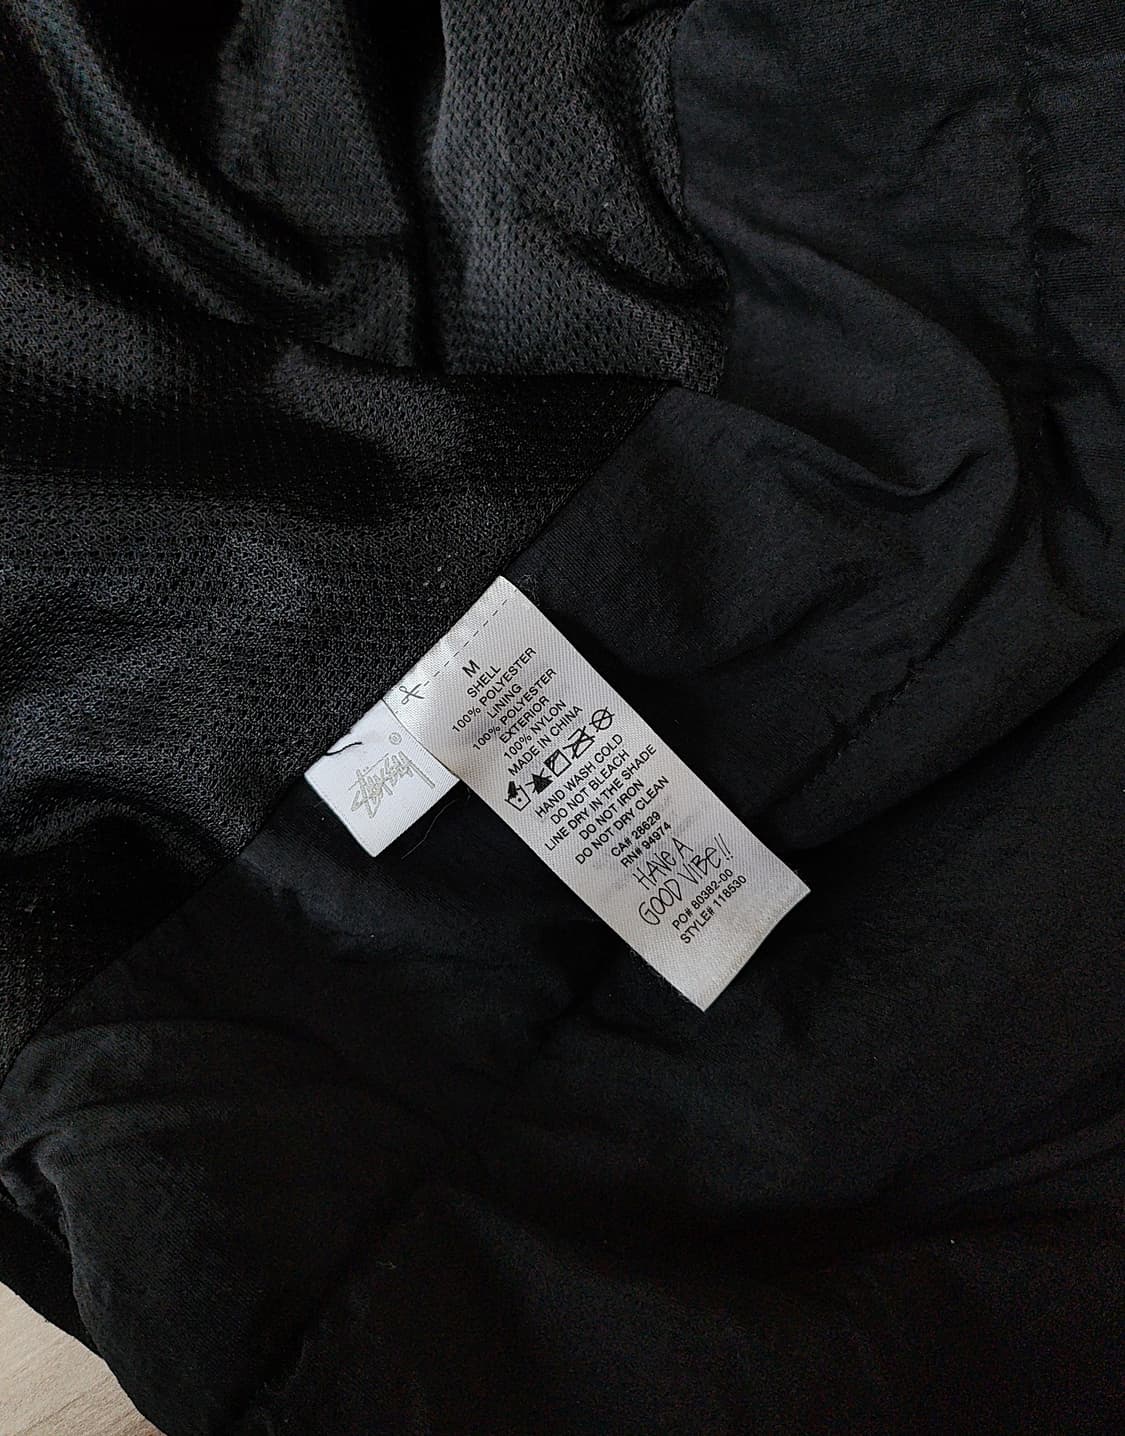 M
SHELL
100% POLYESTER
LINING
100% POLYESTER
EXTERIOR
100% NYLON
MADE IN CHINA
HAND WASH COLD
DO NOT BLEACH
LINE DRY IN THE SHADE
DO NOT IRON
DO NOT DRY CLEAN
CA# 28629
RN# 94974
HAVE A
GOOD VIBE!!
PO# 80382-00
STYLE# 118530
Stüssy ®